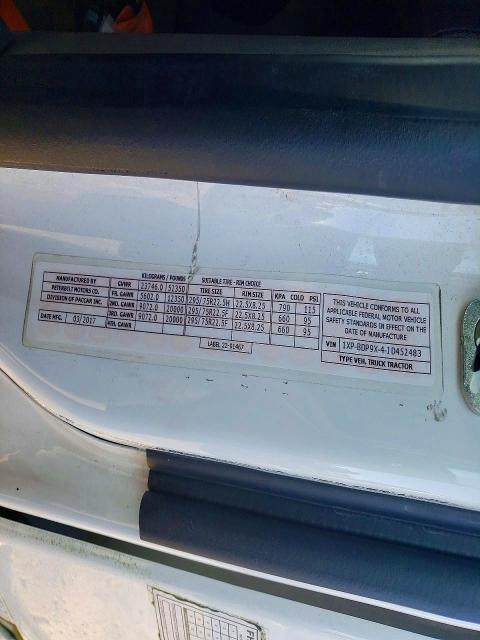 MANUFACTURED BY
PETERBILT MOTORS CO.
DIVISION OF PACCAR INC.
DATE MFG. 03/2017
KILOGRAMS / POUNDS SUITABLE TIRE - RIM CHOICE
GVWR 23746.0 51350 TIRE SIZE RIM SIZE KPA COLD PSI
FR. GAWR 5602.0 12350 295/75R22.5H 22.5X8.25 790 115
2ND. GAWR 9072.0 20000 295/75R22.5F 22.5X8.25 660 95
3RD. GAWR 9072.0 20000 295/75R22.5F 22.5X8.25 660 95
4TH. GAWR
LABEL 22-01467
THIS VEHICLE CONFORMS TO ALL
APPLICABLE FEDERAL MOTOR VEHICLE
SAFETY STANDARDS IN EFFECT ON THE
DATE OF MANUFACTURE
VIN 1XP-BDP9X-4-JD452483
TYPE VEH. TRUCK TRACTOR